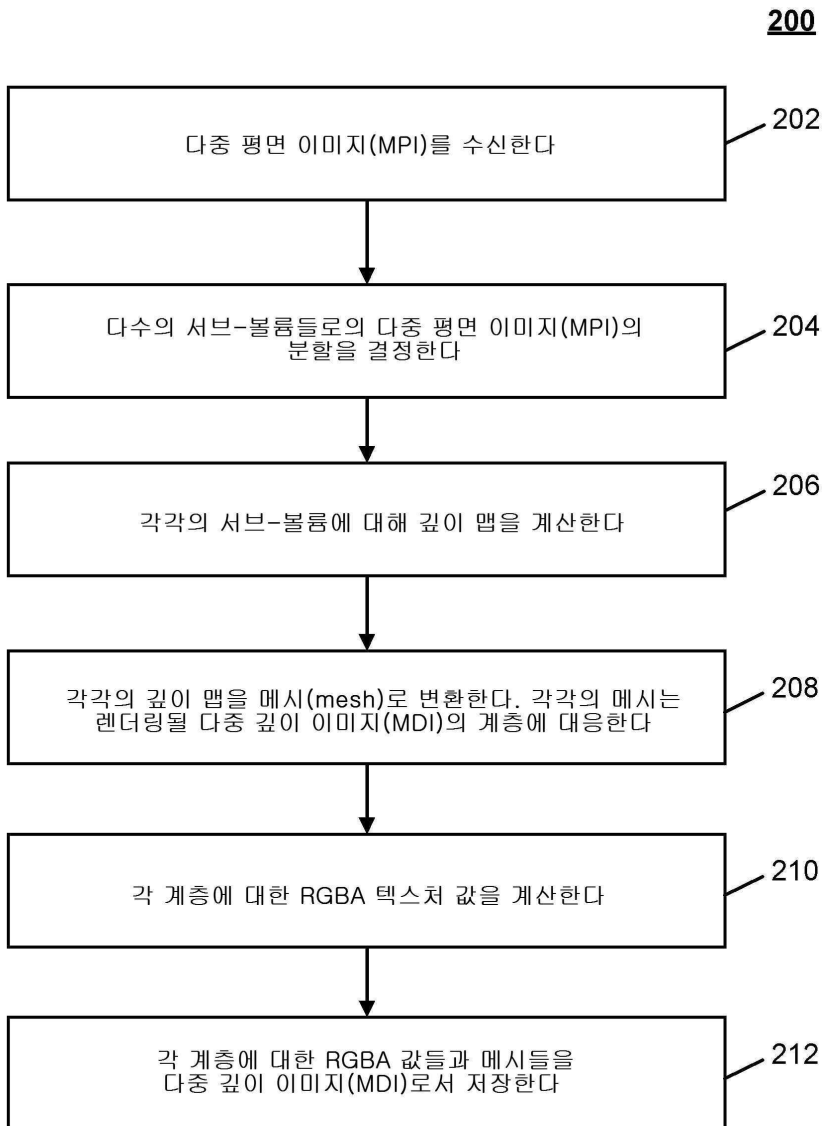 200
다중 평면 이미지(MPI)를 수신한다
202
다수의 서브-볼륨들로의 다중 평면 이미지(MPI)의
분할을 결정한다
204
각각의 서브-볼륨에 대해 깊이 맵을 계산한다
206
각각의 깊이 맵을 메시(mesh)로 변환한다. 각각의 메시는
렌더링될 다중 깊이 이미지(MDI)의 계층에 대응한다
208
각 계층에 대한 RGBA 텍스처 값을 계산한다
210
각 계층에 대한 RGBA 값들과 메시들을
다중 깊이 이미지(MDI)로서 저장한다
212